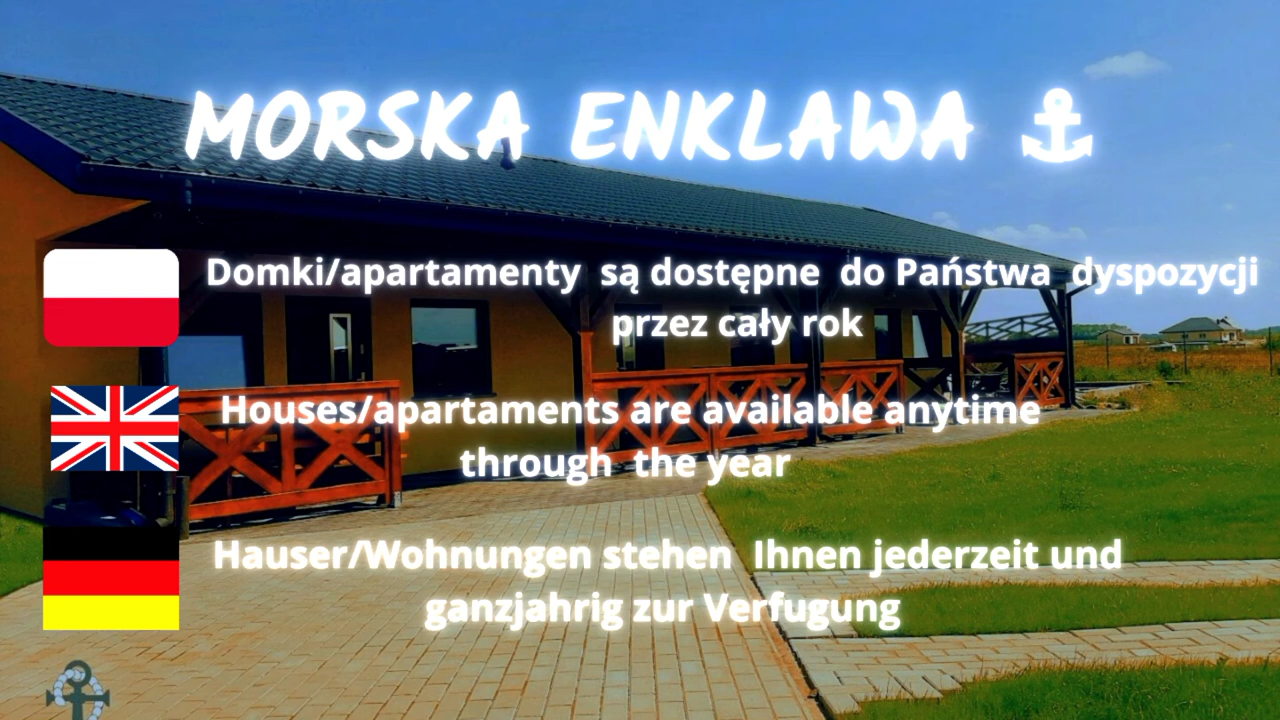 MORSKA ENKLAWA
Domki/apartamenty są dostępne do Państwa dyspozycji
przez cały rok
Houses/apartaments are available anytime
through the year
Hauser/Wohnungen stehen Ihnen jederzeit und
ganzjahrig zur Verfugung